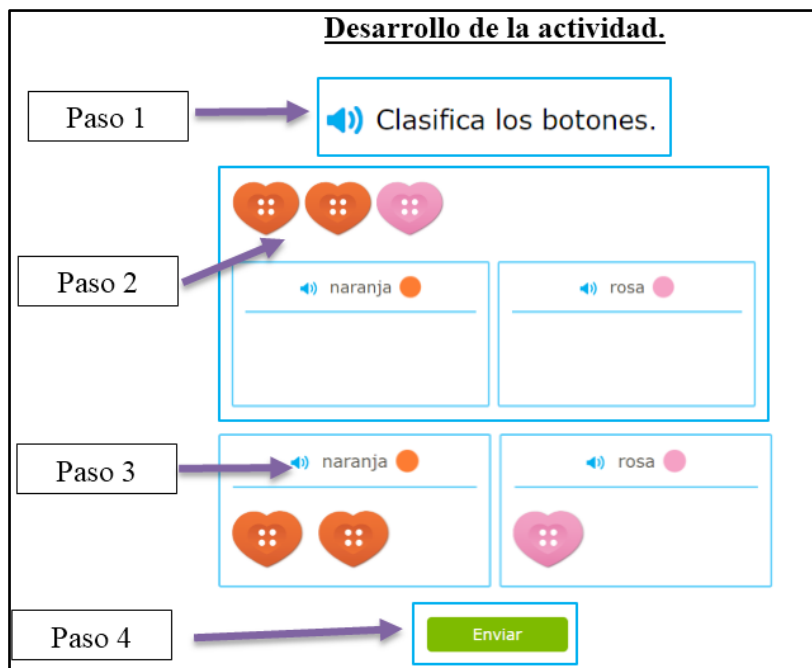 Desarrollo de la actividad.
Paso 1
Clasifica los botones.
Paso 2
naranja
rosa
Paso 3
naranja
rosa
Paso 4
Enviar